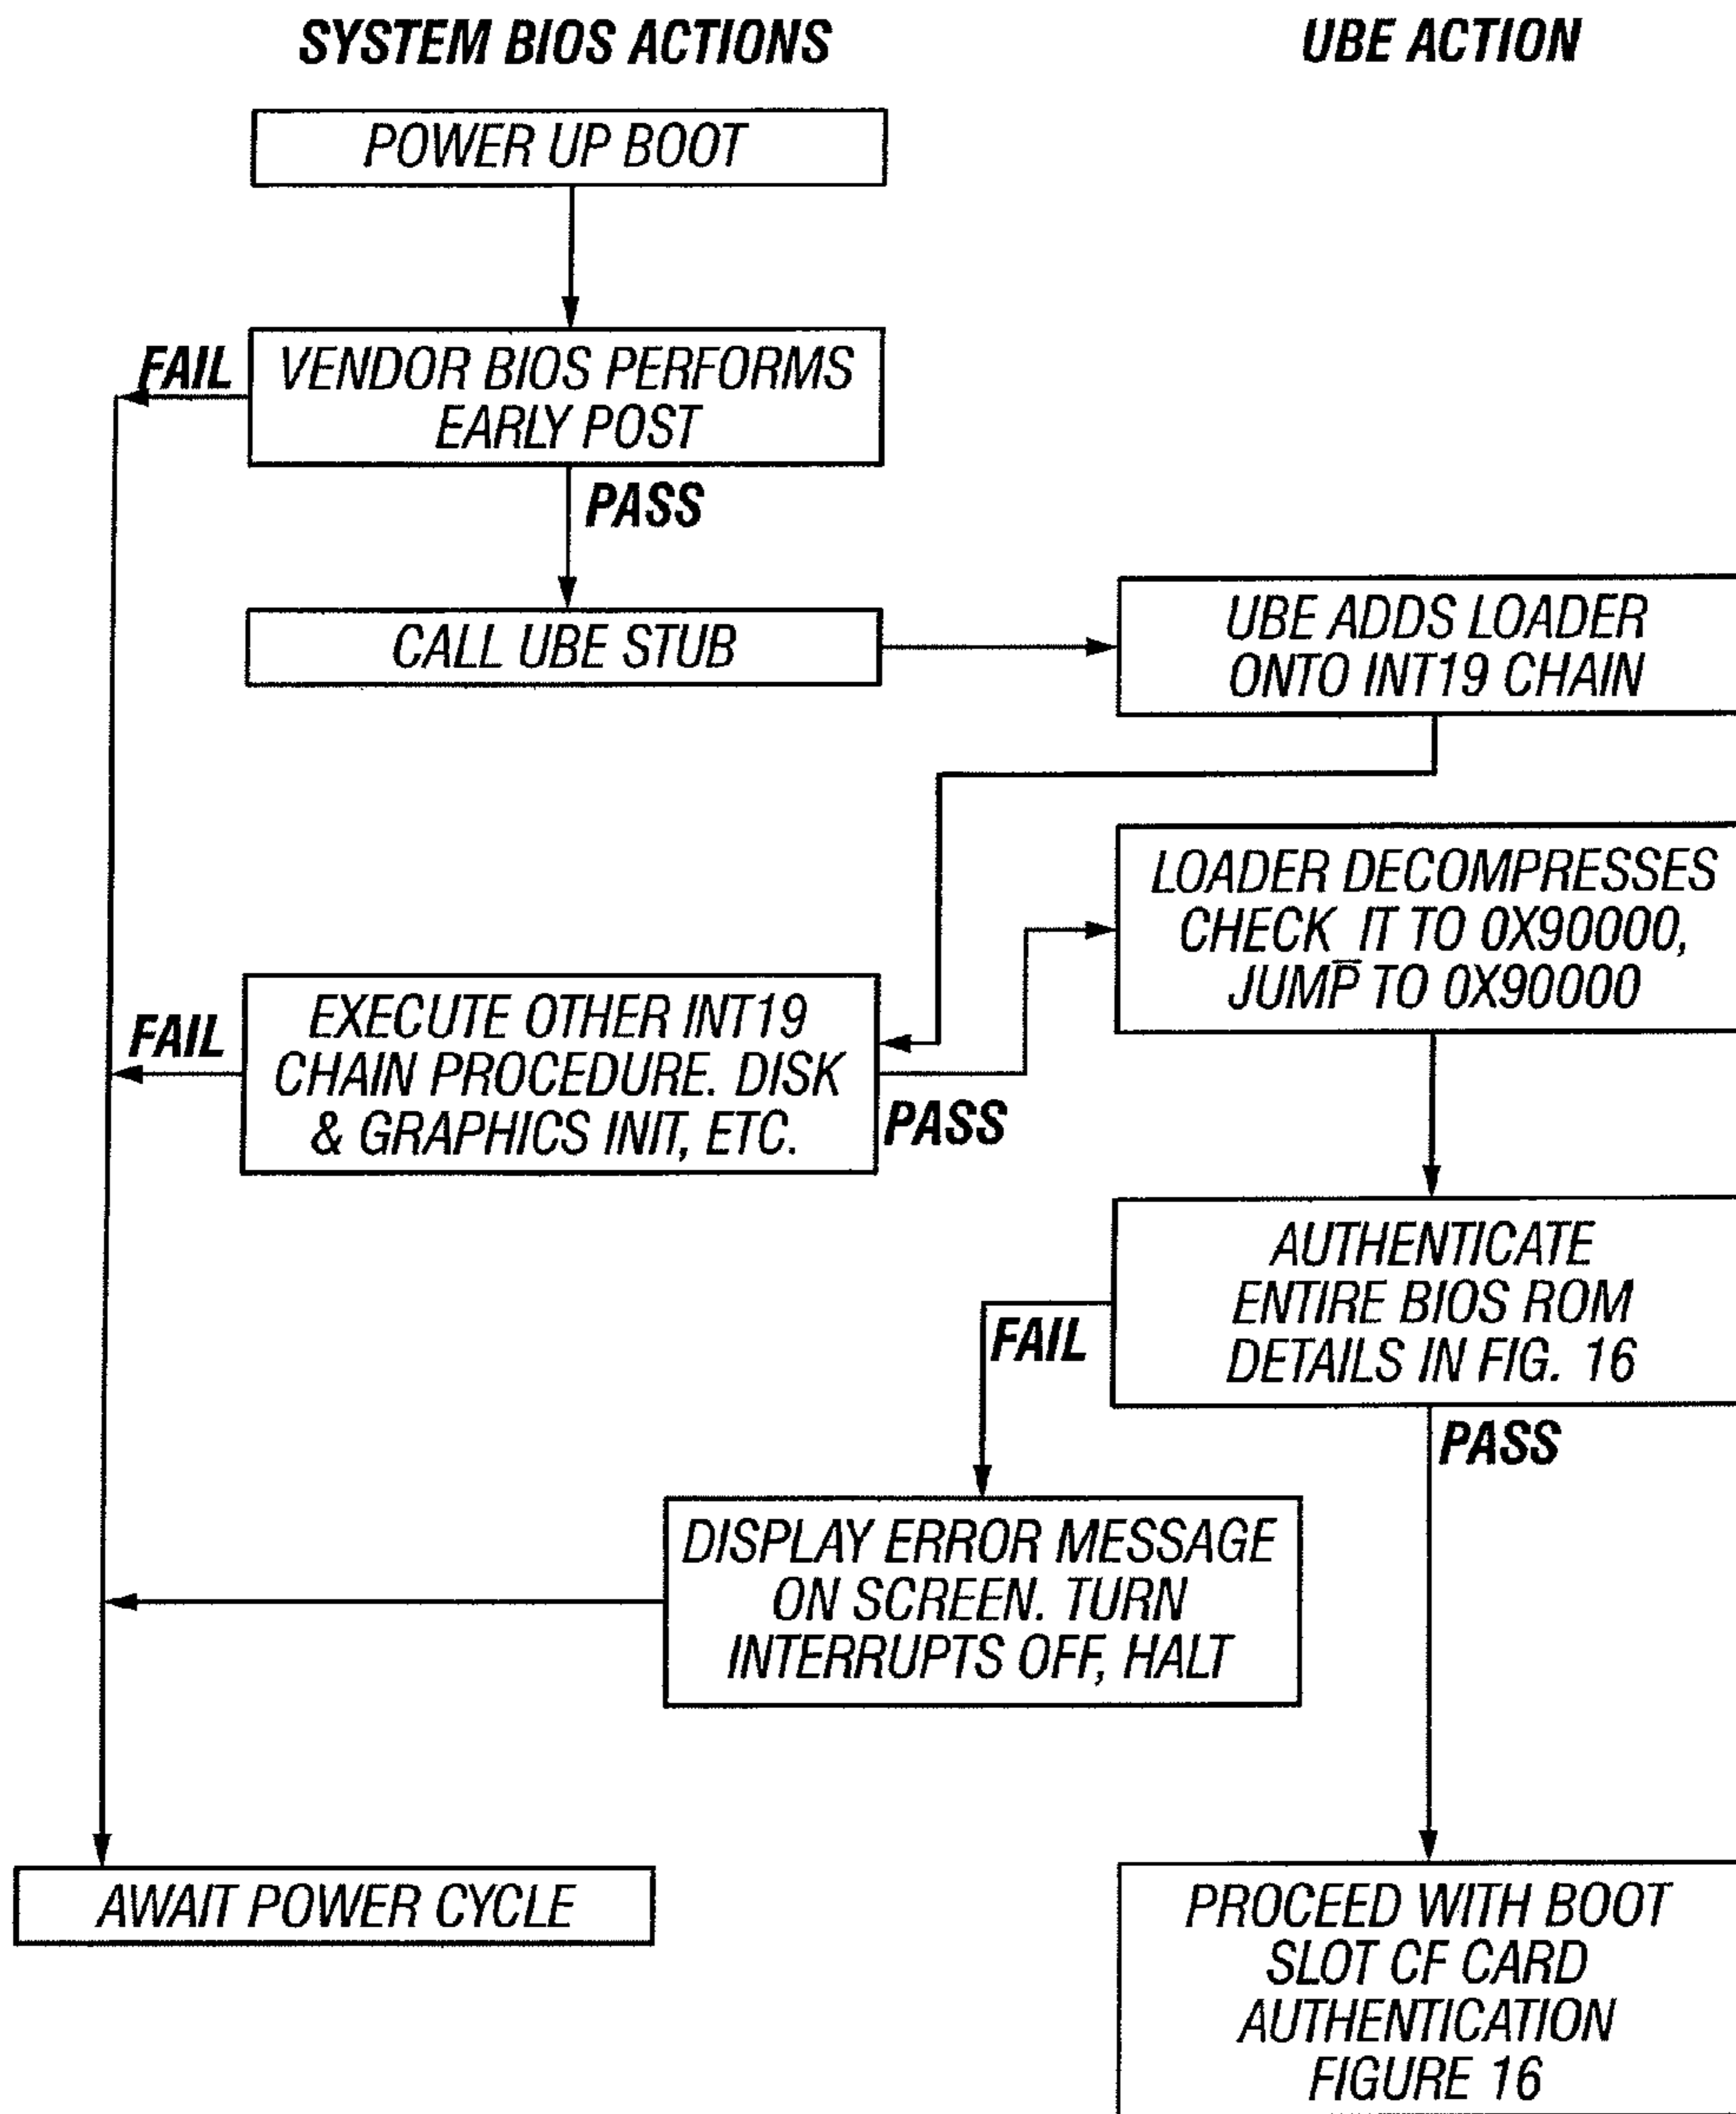 SYSTEM BIOS ACTIONS
UBE ACTION
POWER UP BOOT
FAIL
VENDOR BIOS PERFORMS
EARLY POST
PASS
CALL UBE STUB
UBE ADDS LOADER
ONTO INT19 CHAIN
LOADER DECOMPRESSES
CHECK_IT TO 0X90000,
JUMP TO 0X90000
FAIL
EXECUTE OTHER INT19
CHAIN PROCEDURE. DISK
& GRAPHICS INIT, ETC.
PASS
AUTHENTICATE
ENTIRE BIOS ROM
DETAILS IN FIG. 16
FAIL
PASS
DISPLAY ERROR MESSAGE
ON SCREEN. TURN
INTERRUPTS OFF, HALT
AWAIT POWER CYCLE
PROCEED WITH BOOT
SLOT CF CARD
AUTHENTICATION
FIGURE 16